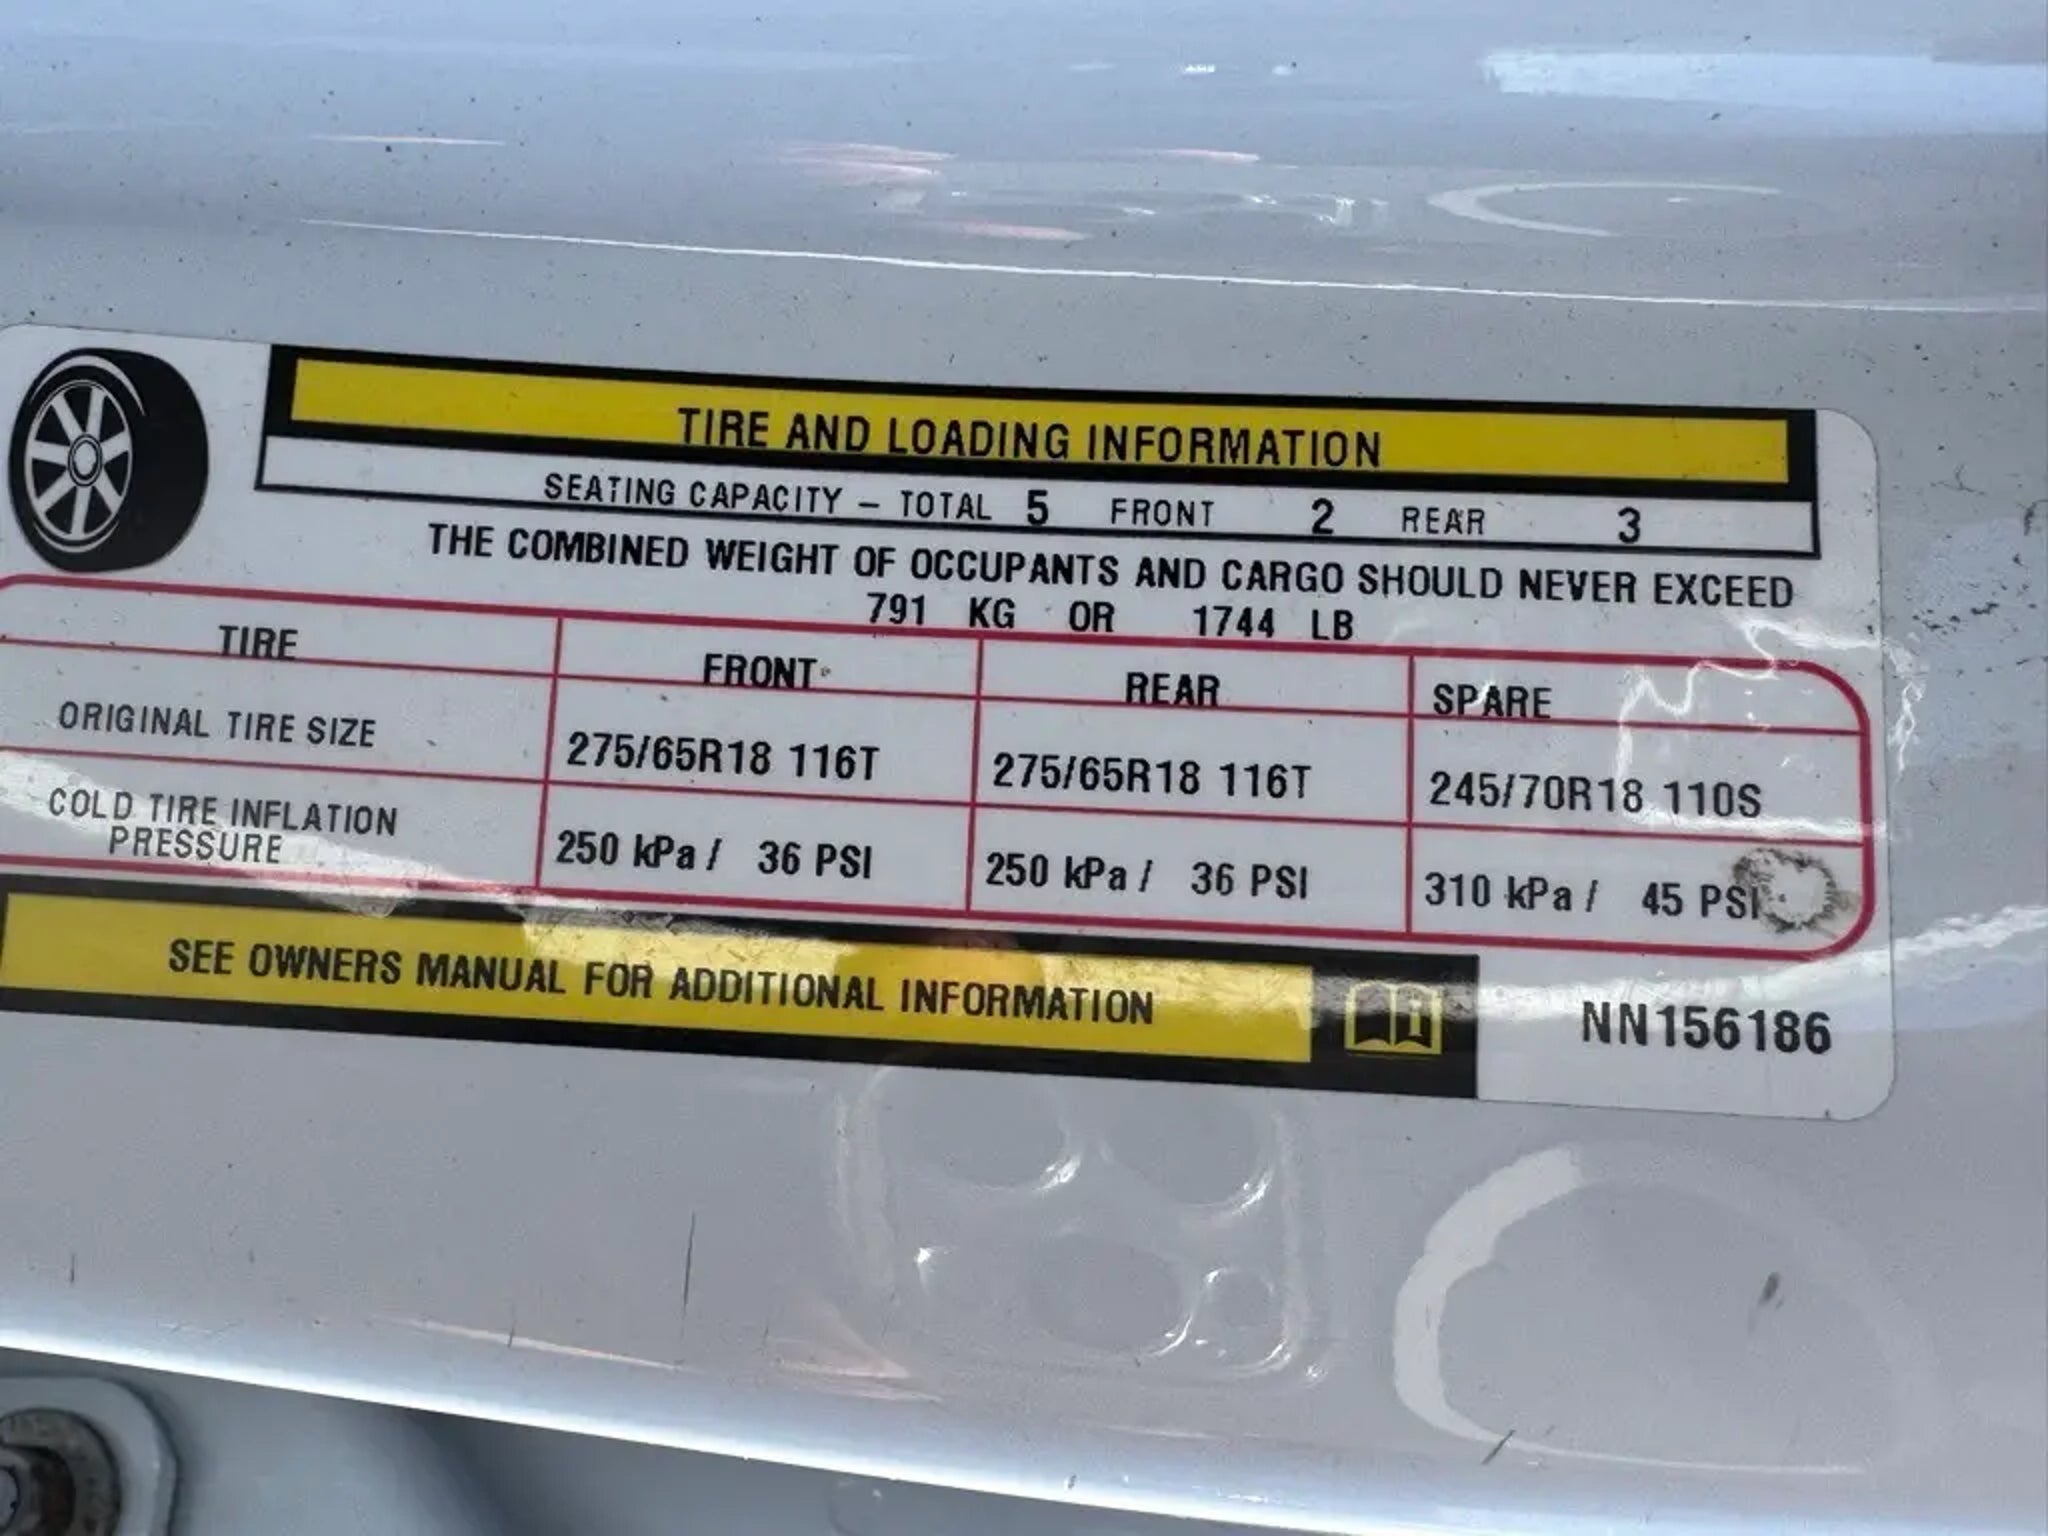 TIRE AND LOADING INFORMATION
SEATING CAPACITY – TOTAL 5 FRONT 2 REAR 3
THE COMBINED WEIGHT OF OCCUPANTS AND CARGO SHOULD NEVER EXCEED
791 KG OR 1744 LB
TIRE FRONT REAR SPARE
ORIGINAL TIRE SIZE 275/65R18 116T 275/65R18 116T 245/70R18 110S
COLD TIRE INFLATION
PRESSURE 250 kPa / 36 PSI 250 kPa / 36 PSI 310 kPa / 45 PSI
SEE OWNERS MANUAL FOR ADDITIONAL INFORMATION
NN156186